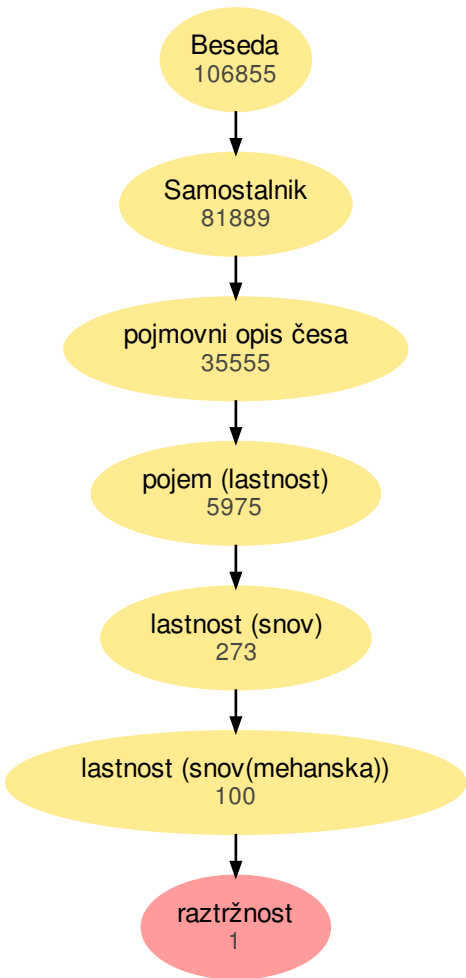 Beseda
106855
Samostalnik
81889
pojmovni opis česa
35555
pojem (lastnost)
5975
lastnost (snov)
273
lastnost (snov(mehanska))
100
raztržnost
1